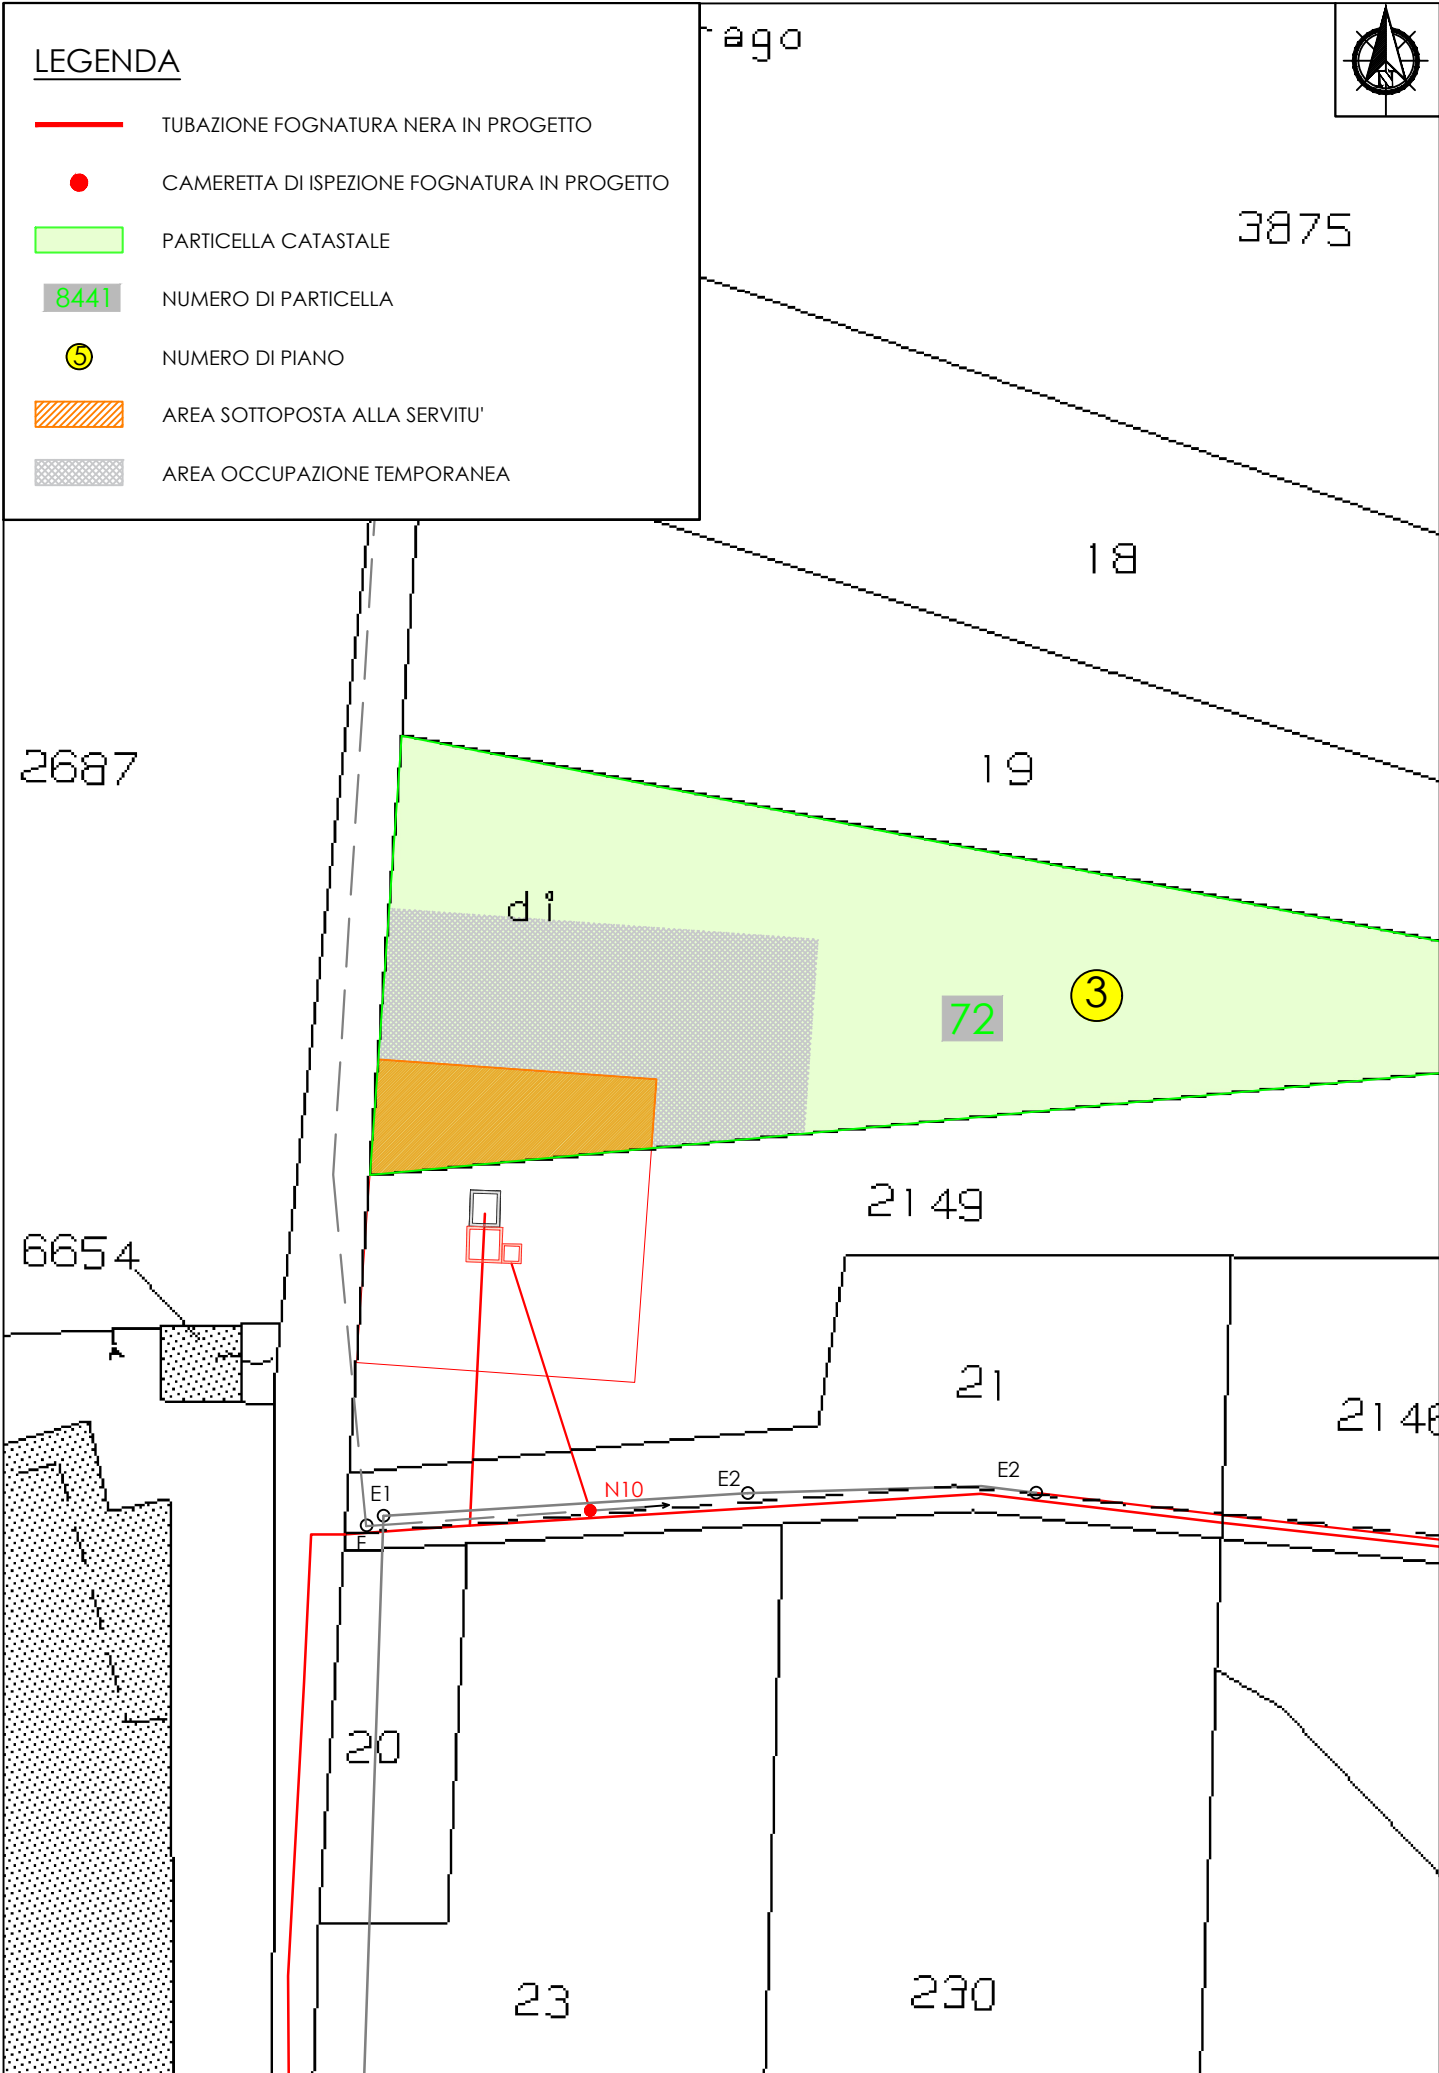 LEGENDA
TUBAZIONE FOGNATURA NERA IN PROGETTO
CAMERETTA DI ISPEZIONE FOGNATURA IN PROGETTO
PARTICELLA CATASTALE
8441 NUMERO DI PARTICELLA
5 NUMERO DI PIANO
AREA SOTTOPOSTA ALLA SERVITU'
AREA OCCUPAZIONE TEMPORANEA
ago
N
3875
18
2687
19
di
72
3
2149
6654
21
2146
E2
E2
N10
E1
F
20
23
230